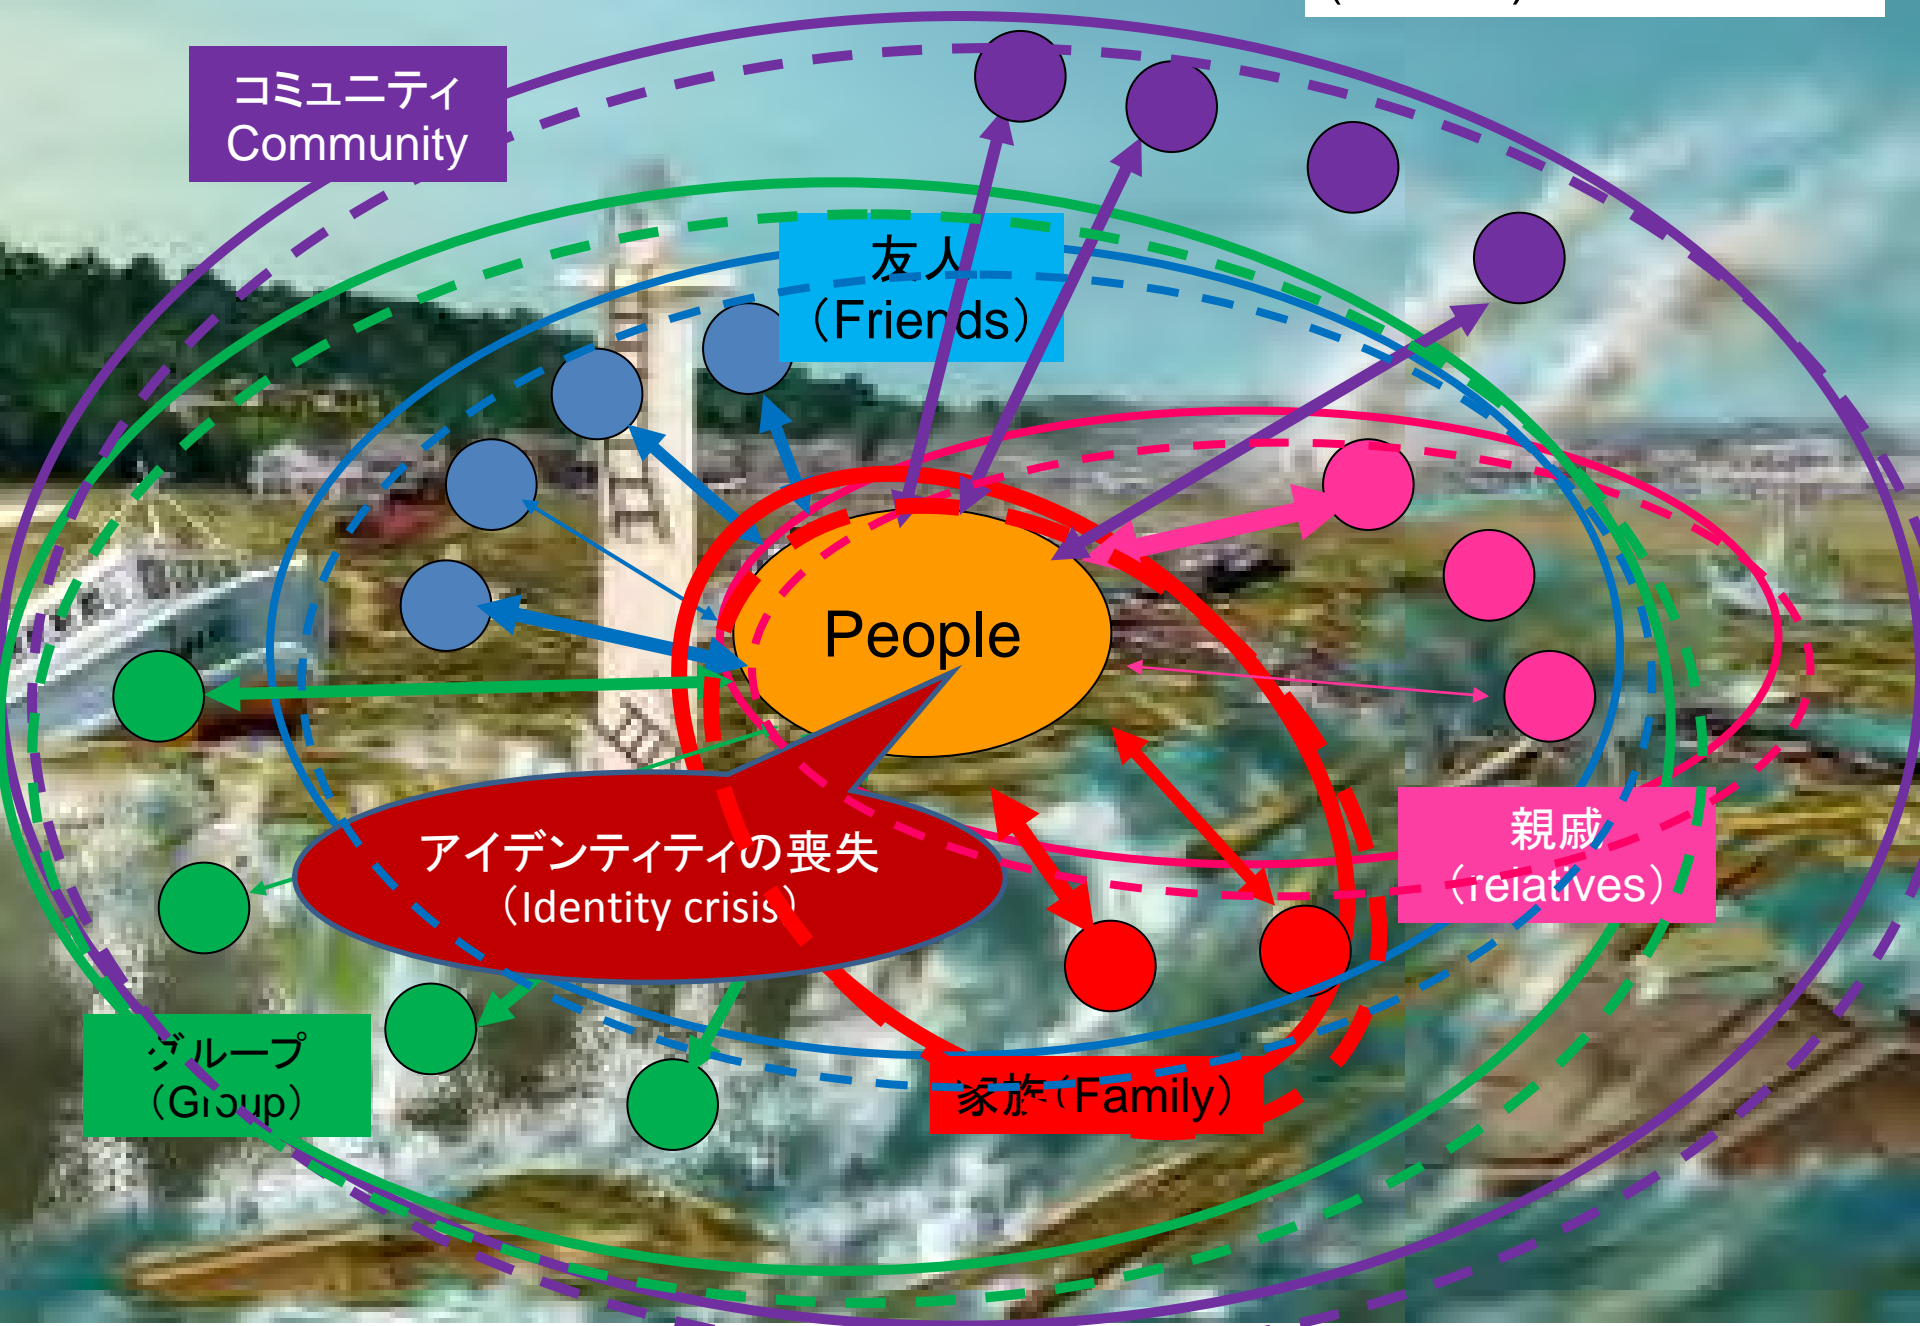 コミュニティ
Community
友人
（Friends）
People
アイデンティティの喪失
（Identity crisis）
親戚
（relatives）
グループ
（Group）
家族（Family）